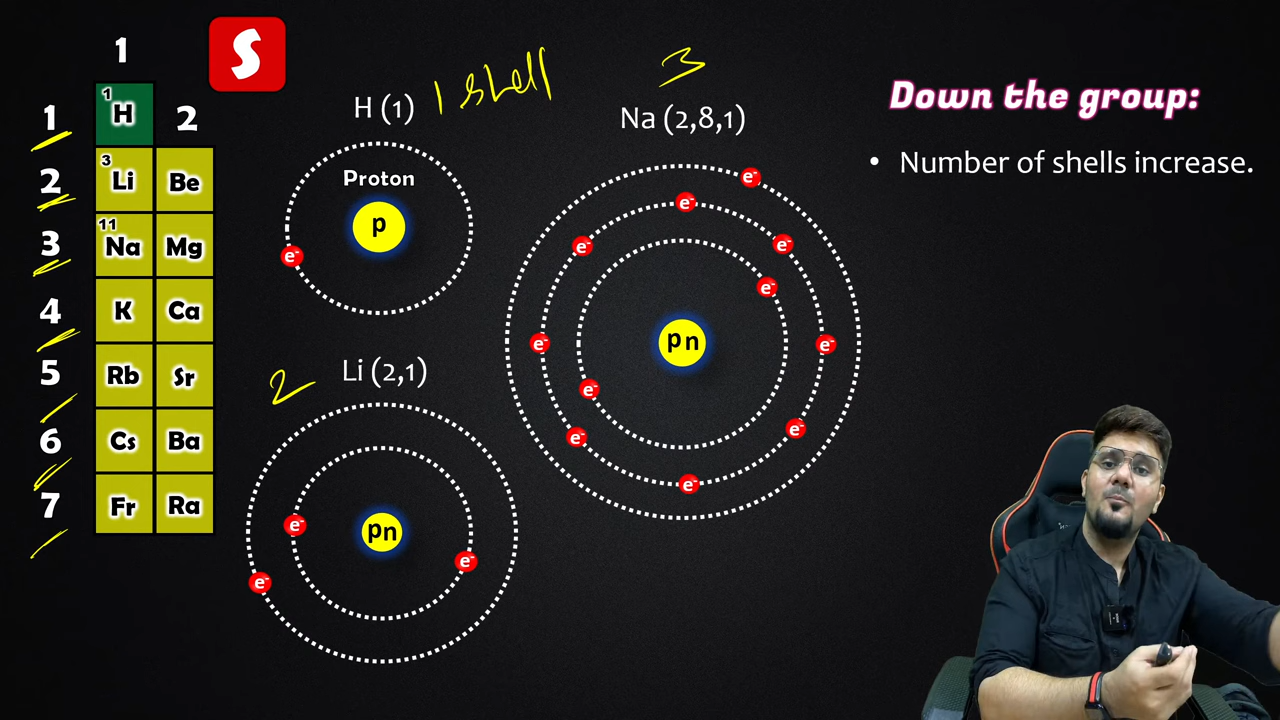 1
S
1 H 2
2 3 Li Be
3 11 Na Mg
4 K Ca
5 Rb Sr
6 Cs Ba
7 Fr Ra
1
H (1) 1 shell
Proton
p
e-
2 Li (2,1)
pn
e-
e-
e-
3
Na (2,8,1)
e-
e-
e-
e-
e-
e-
pn
e-
e-
e-
e-
e-
Down the group:
• Number of shells increase.